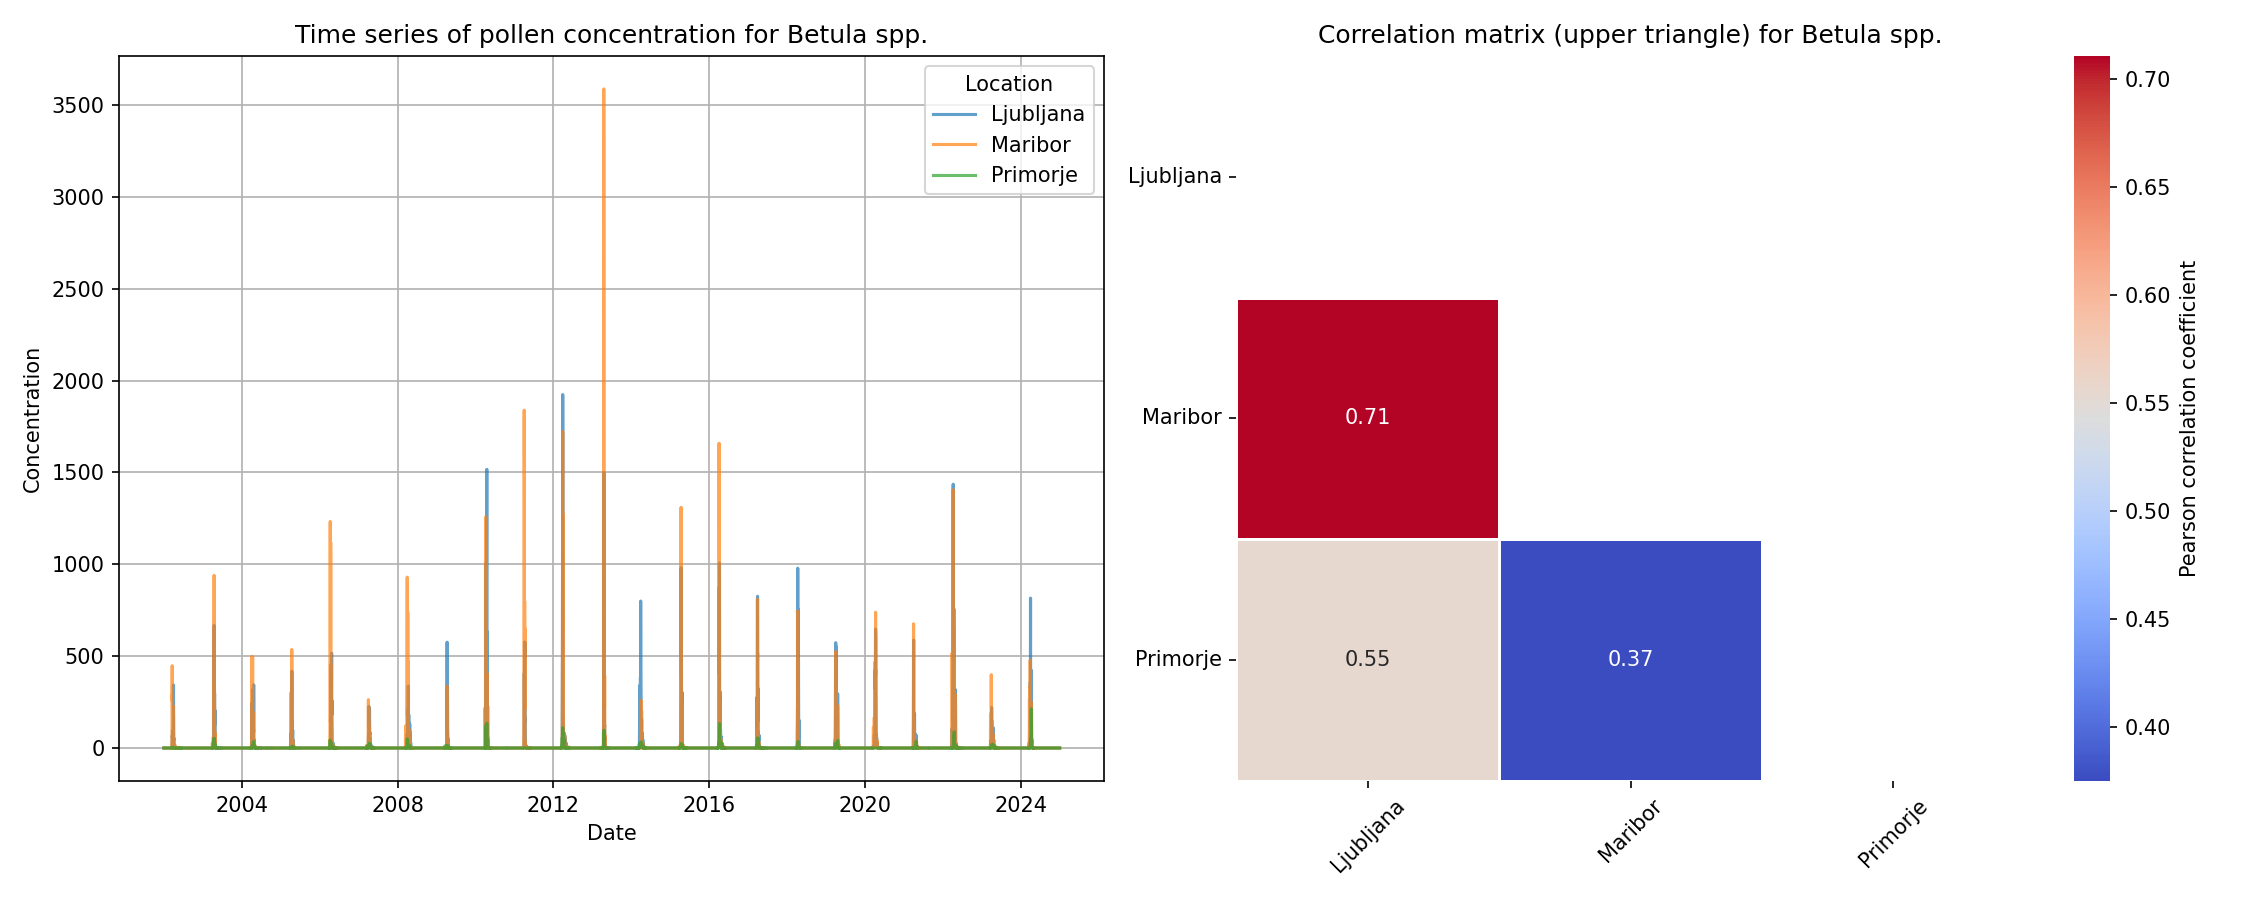 Time series of pollen concentration for Betula spp.
Location
Ljubljana
Maribor
Primorje
Concentration
3500
3000
2500
2000
1500
1000
500
0
2004
2008
2012
2016
2020
2024
Date
Correlation matrix (upper triangle) for Betula spp.
Ljubljana
Maribor
Primorje
0.71
0.55
0.37
Ljubljana
Maribor
Primorje
0.70
0.65
0.60
0.55
0.50
0.45
0.40
Pearson correlation coefficient